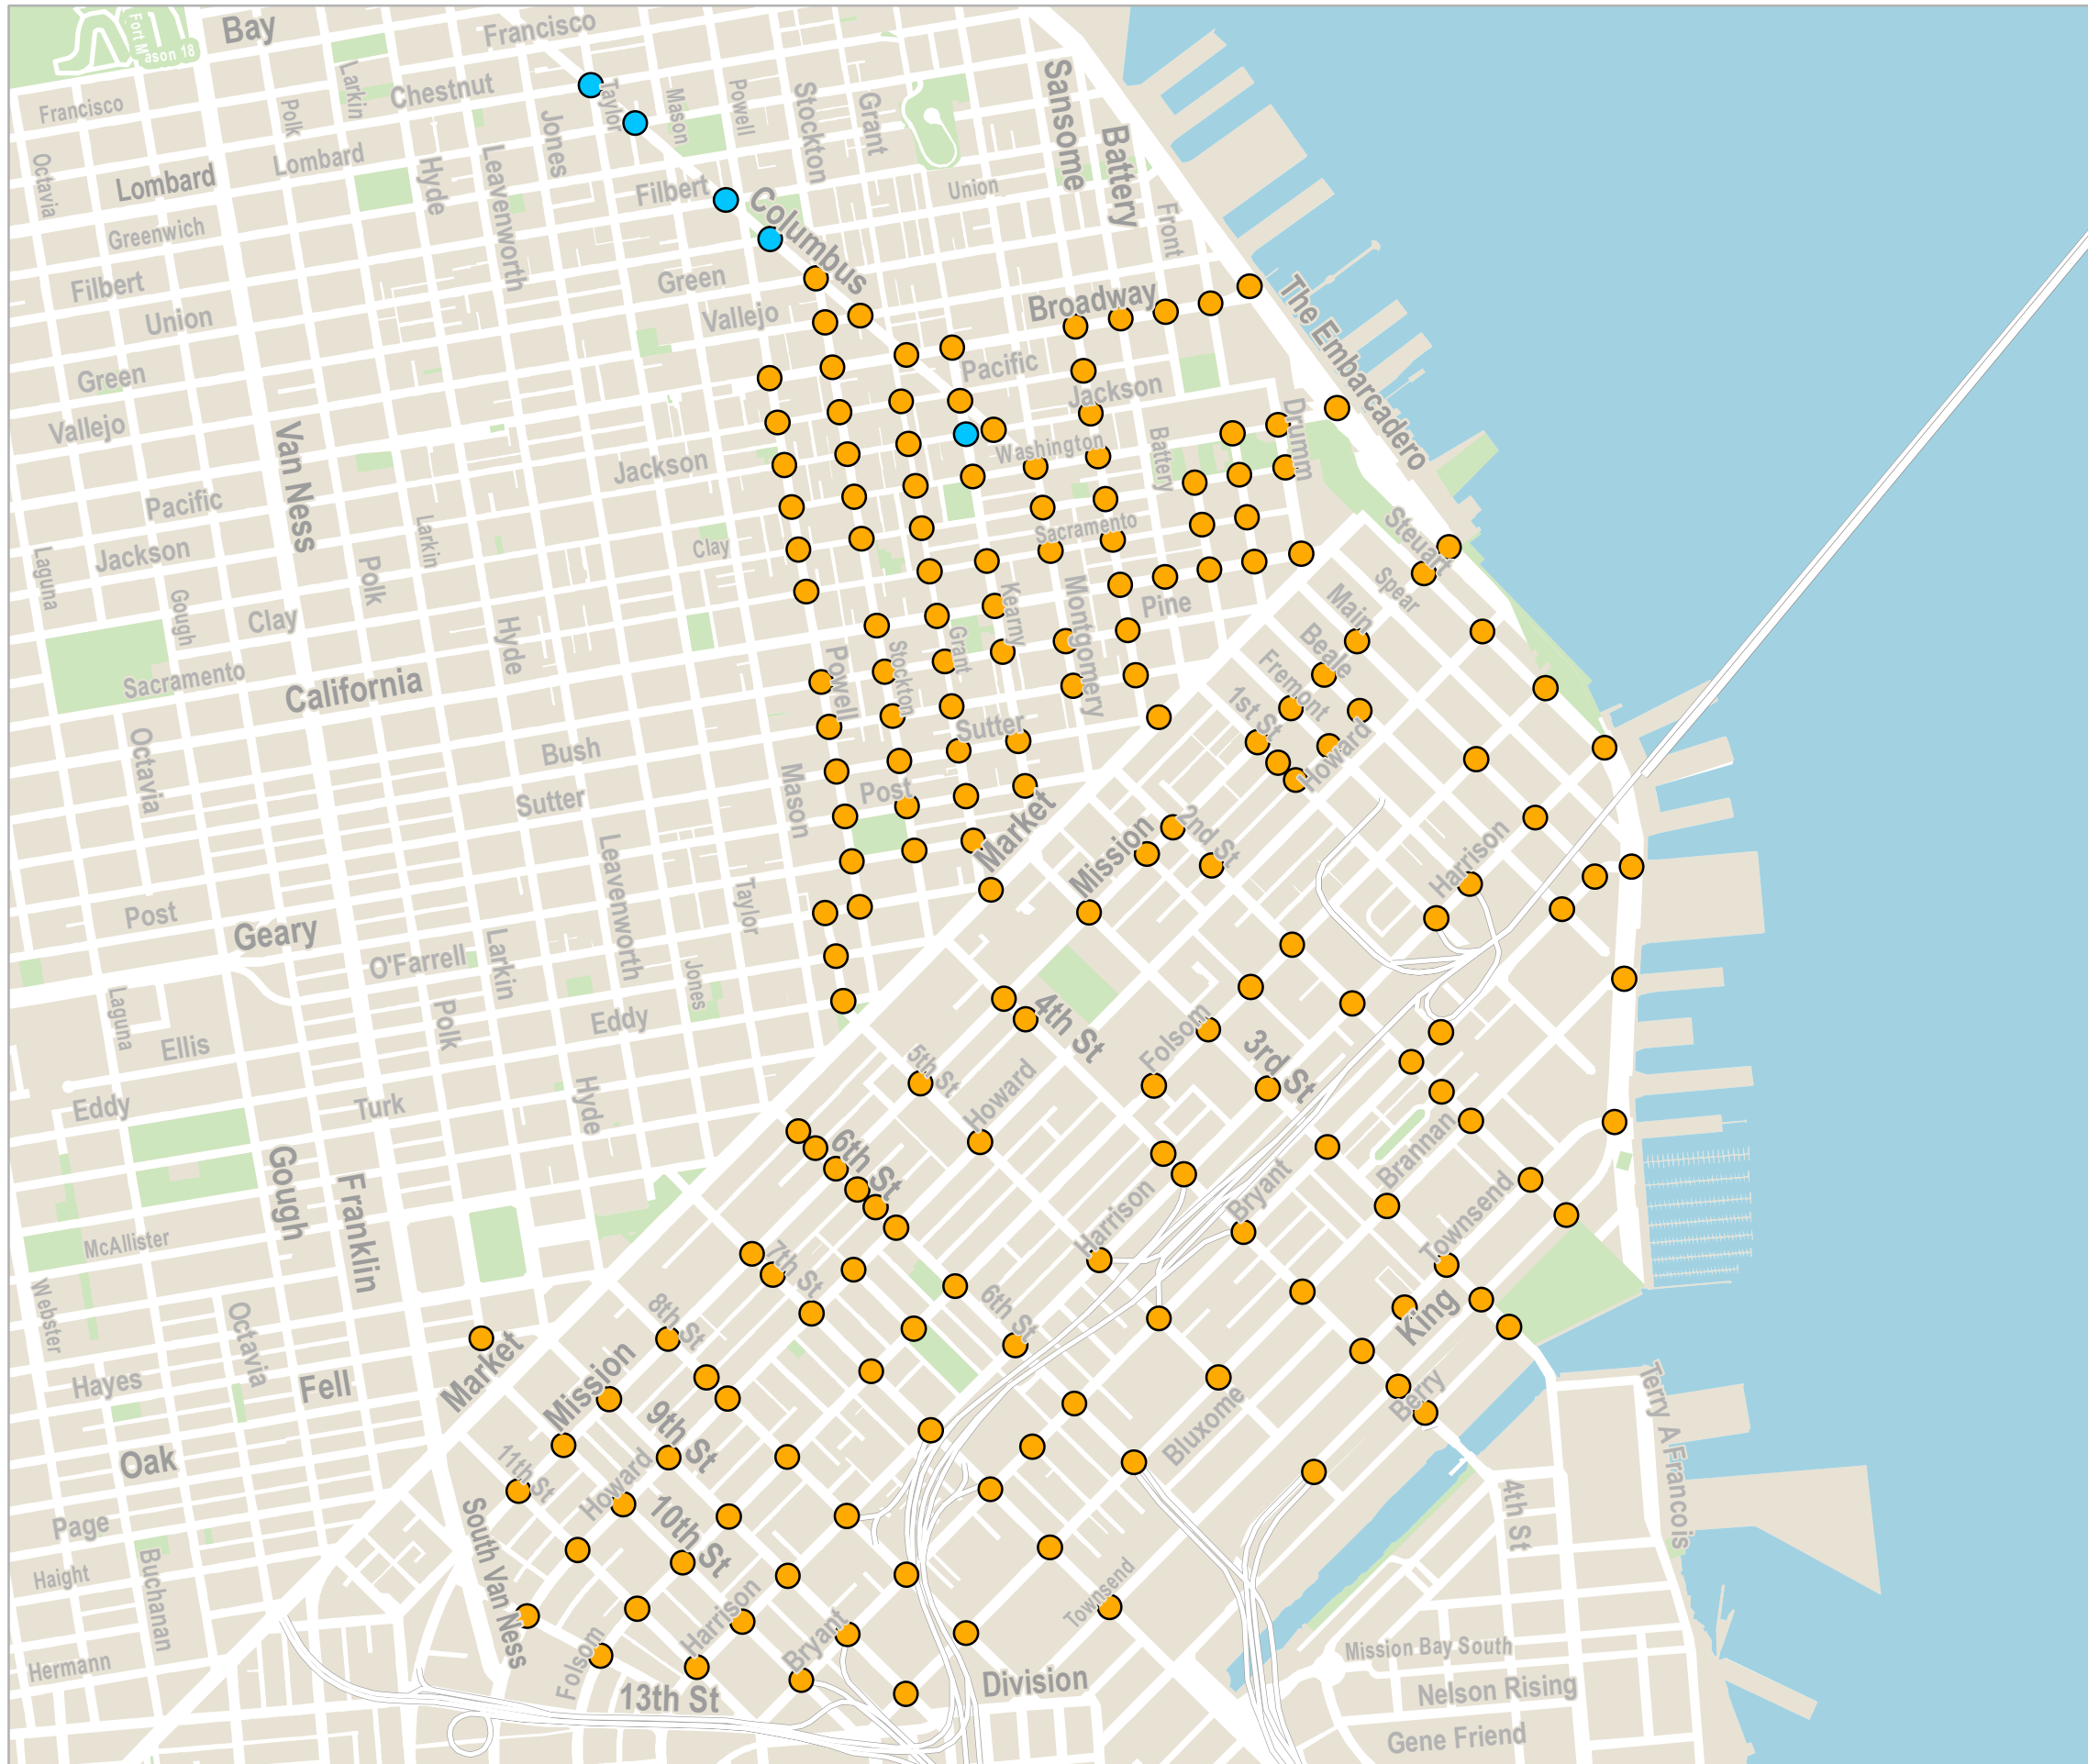 Fort Mason 18
Bay
Francisco
Sansome
Larkin
Chestnut
Taylor
Mason
Powell
Stockton
Grant
Francisco
Polk
Jones
Battery
Octavia
Lombard
Lombard
Hyde
Leavenworth
Filbert
Union
Columbus
Front
Greenwich
Filbert
Green
Union
Vallejo
Broadway
The Embarcadero
Green
Pacific
Jackson
Vallejo
Van Ness
Jackson
Washington
Battery
Drumm
Pacific
Larkin
Sacramento
Steuart
Jackson
Laguna
Polk
Clay
Spear
Gough
Clay
Hyde
Kearny
Montgomery
Pine
Main
Sacramento
California
Powell
Stockton
Grant
Beale
Fremont
1st St
Octavia
Bush
Sutter
Howard
Sutter
Mason
Post
Market
Mission
2nd St
Harrison
Post
Geary
Leavenworth
Taylor
O'Farrell
Larkin
Jones
Laguna
Polk
Eddy
4th St
Folsom
3rd St
Ellis
5th St
Howard
Eddy
Turk
Hyde
Gough
Franklin
6th St
Brannan
McAllister
Harrison
Bryant
Townsend
Webster
Octavia
7th St
8th St
6th St
King
Hayes
Fell
Market
Mission
Berry
Terry A Francois
Oak
9th St
Bluxome
11th St
Howard
4th St
Page
10th St
South Van Ness
Haight
Buchanan
Townsend
Harrison
Bryant
Hermann
Folsom
13th St
Division
Mission Bay South
Nelson Rising
Gene Friend